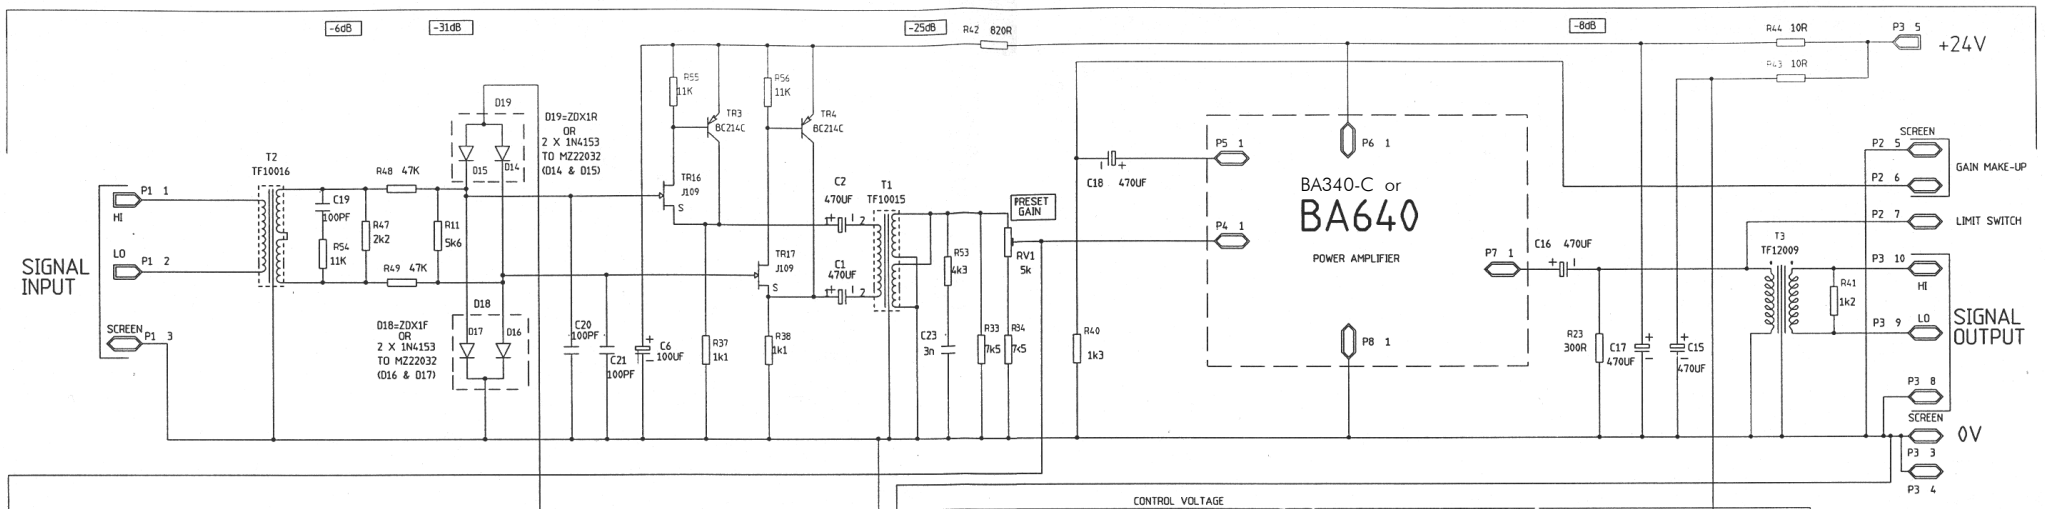 -6dB
-31dB
-25dB
-8dB
R42 820R
R44 10R
P3 5
+24V
R43 10R
R55
11K
R56
11K
D19
D19=ZDX1R
OR
2 X 1N4153
TO MZ22032
(D14 & D15)
TR3
BC214C
TR4
BC214C
D15
D14
P5 1
P6 1
SCREEN
P2 5
GAIN MAKE-UP
P2 6
T2
TF10016
R48 47K
TR16
J109
S
C2
470UF
+ -
1 2
T1
TF10015
C18 470UF
- +
BA340-C or
BA640
POWER AMPLIFIER
PRESET
GAIN
P4 1
P7 1
P2 7
LIMIT SWITCH
P1 1
HI
C19
100PF
R47
2k2
R11
5k6
R54
11K
LO
P1 2
SIGNAL
INPUT
R49 47K
TR17
J109
S
C1
470UF
+ -
1 2
R53
4k3
RV1
5k
C16 470UF
+ -
T3
TF12009
P3 10
HI
R41
1k2
LO
P3 9
SIGNAL
OUTPUT
SCREEN
P1 3
D18
D18=ZDX1F
OR
2 X 1N4153
TO MZ22032
(D16 & D17)
D17
D16
C20
100PF
C21
100PF
C6
100UF
+
-
R37
1k1
R38
1k1
C23
3n
R33
7k5
R34
7k5
R40
1k3
P8 1
R23
300R
C17
470UF
+
-
C15
470UF
+
-
P3 8
SCREEN
0V
P3 3
P3 4
CONTROL VOLTAGE